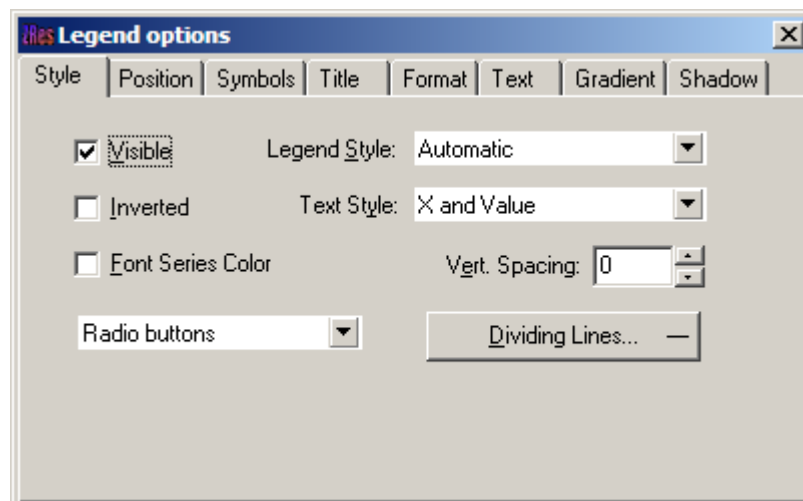 iRes Legend options
Style Position Symbols Title Format Text Gradient Shadow
Visible Legend Style: Automatic
Inverted Text Style: X and Value
Font Series Color Vert. Spacing: 0
Radio buttons Dividing Lines...